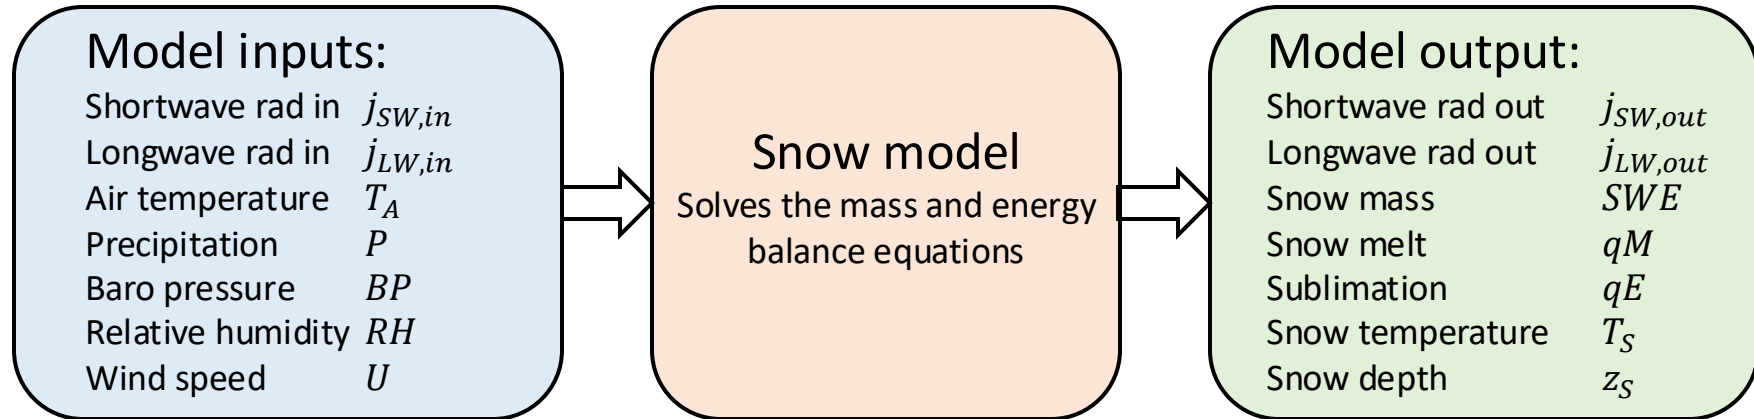 Model inputs:
Shortwave rad in j_{SW,in}
Longwave rad in j_{LW,in}
Air temperature T_A
Precipitation P
Baro pressure BP
Relative humidity RH
Wind speed U
Snow model
Solves the mass and energy
balance equations
Model output:
Shortwave rad out j_{SW,out}
Longwave rad out j_{LW,out}
Snow mass SWE
Snow melt qM
Sublimation qE
Snow temperature T_S
Snow depth z_S